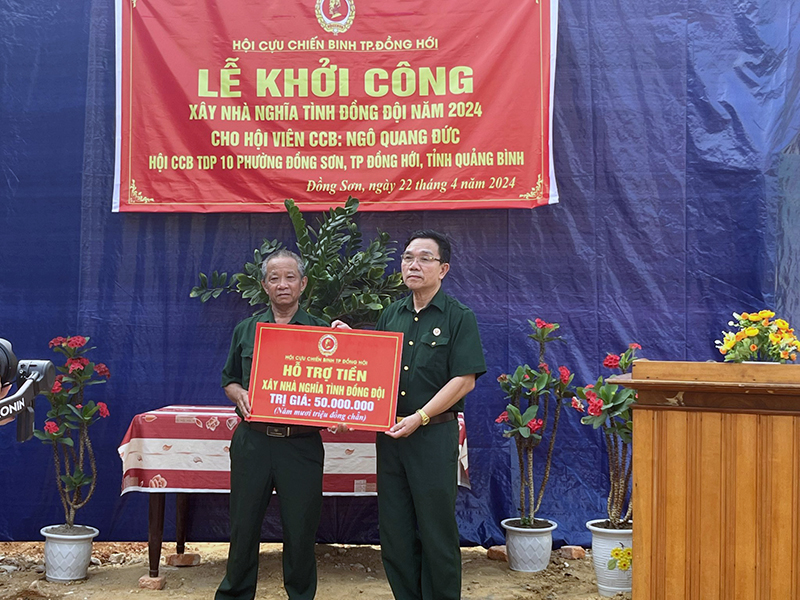 HỘI CỰU CHIẾN BINH TP.ĐỒNG HỚI
LỄ KHỞI CÔNG
XÂY NHÀ NGHĨA TÌNH ĐỒNG ĐỘI NĂM 2024
CHO HỘI VIÊN CCB: NGÔ QUANG ĐỨC
HỘI CCB TDP 10 PHƯỜNG ĐỒNG SƠN, TP ĐỒNG HỚI, TỈNH QUẢNG BÌNH
Đồng Sơn, ngày 22 tháng 4 năm 2024
HỘI CỰU CHIẾN BINH TP ĐỒNG HỚI
HỖ TRỢ TIỀN
XÂY NHÀ NGHĨA TÌNH ĐỒNG ĐỘI
TRỊ GIÁ: 50.000.000
(Năm mươi triệu đồng chẵn)